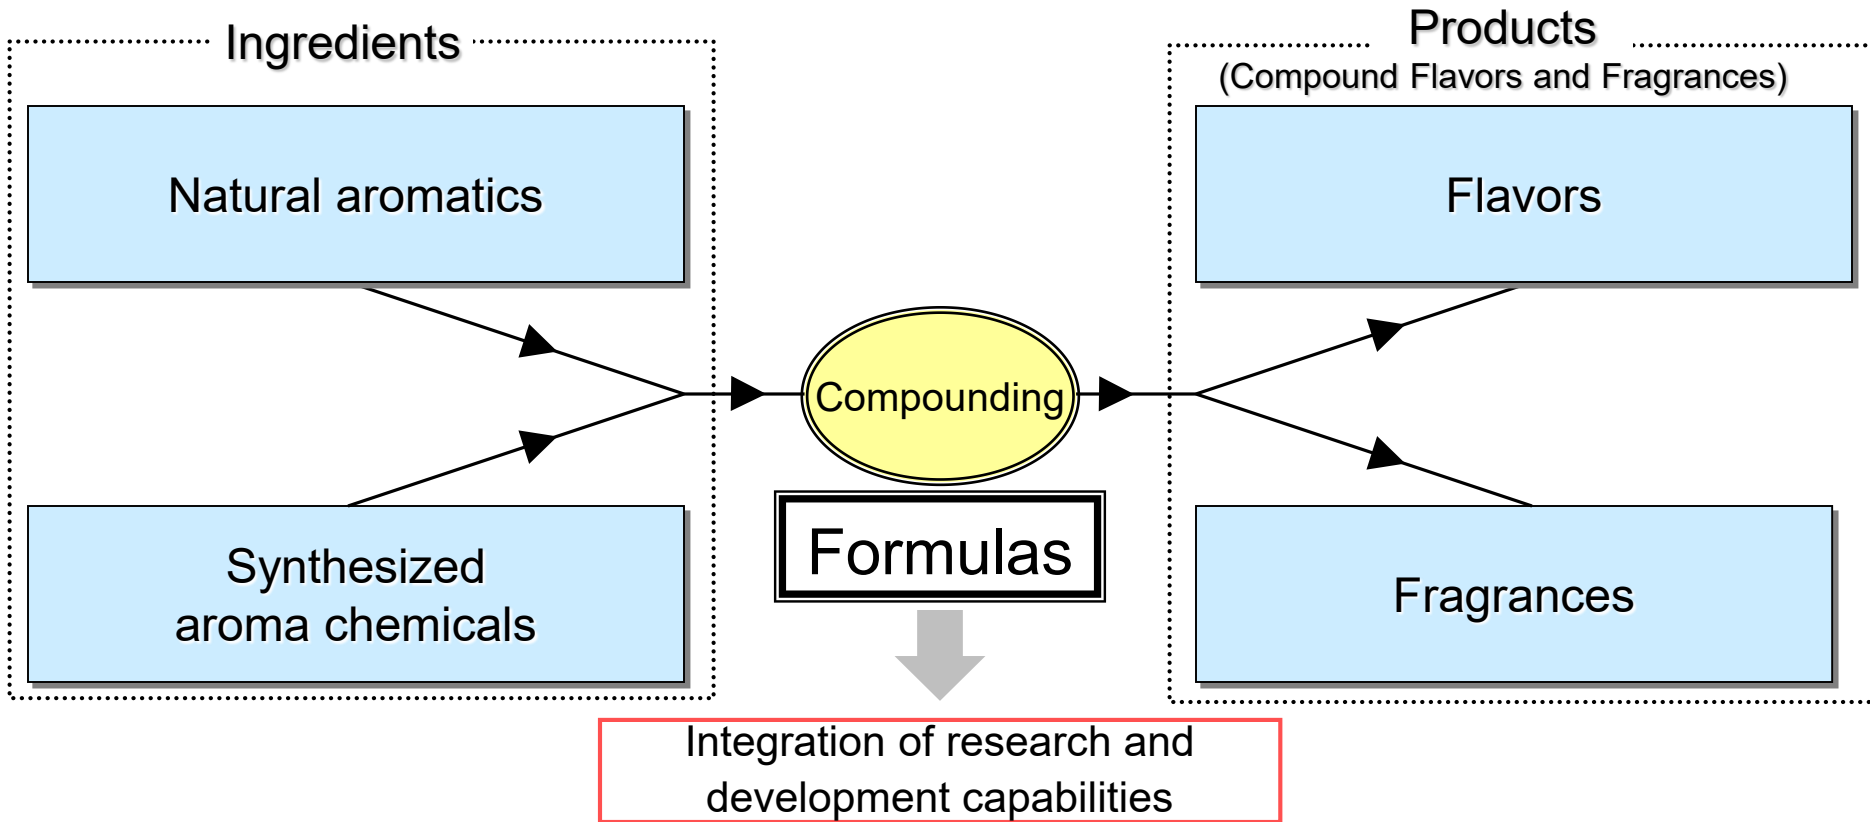 Ingredients
Natural aromatics
Synthesized
aroma chemicals
Compounding
Formulas
Integration of research and
development capabilities
Products
(Compound Flavors and Fragrances)
Flavors
Fragrances